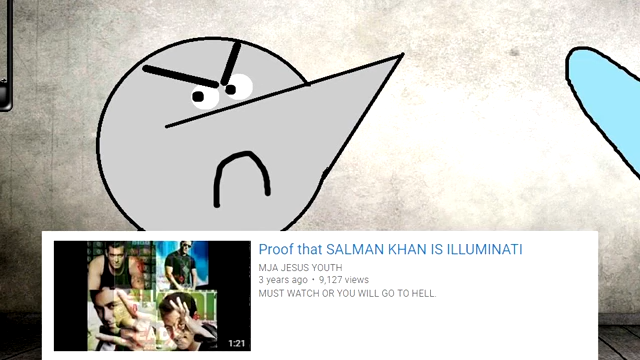 Proof that SALMAN KHAN IS ILLUMINATI
MJA JESUS YOUTH
3 years ago • 9,127 views
MUST WATCH OR YOU WILL GO TO HELL.
1:21